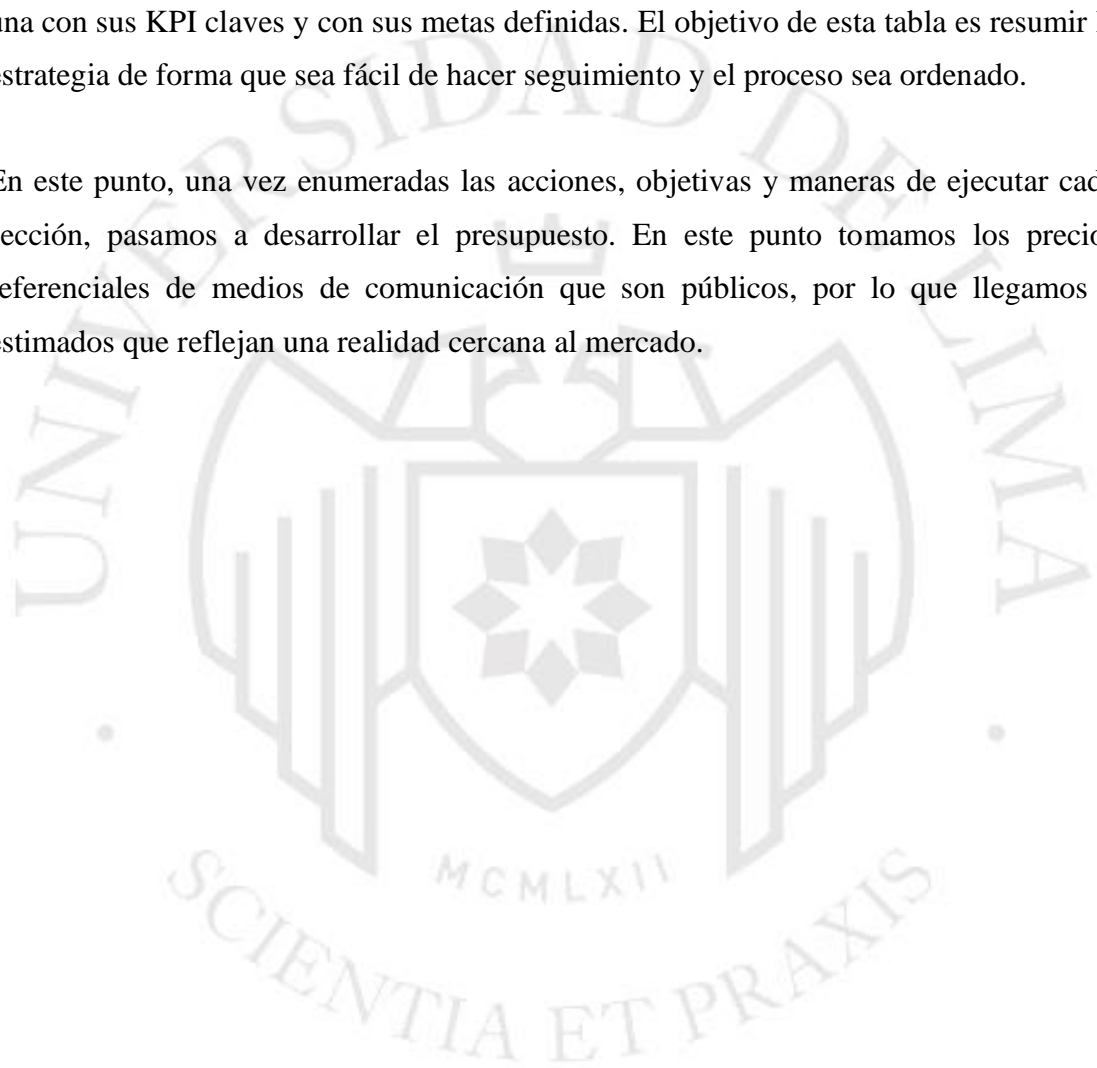 una con sus KPI claves y con sus metas definidas. El objetivo de esta tabla es resumir
estrategia de forma que sea fácil de hacer seguimiento y el proceso sea ordenado.
En este punto, una vez enumeradas las acciones, objetivas y maneras de ejecutar cad
sección, pasamos a desarrollar el presupuesto. En este punto tomamos los precio
referenciales de medios de comunicación que son públicos, por lo que llegamos
estimados que reflejan una realidad cercana al mercado.
UNIVERSIDAD DE LIMA
MCMLXII
SCIENTIA ET PRAXIS